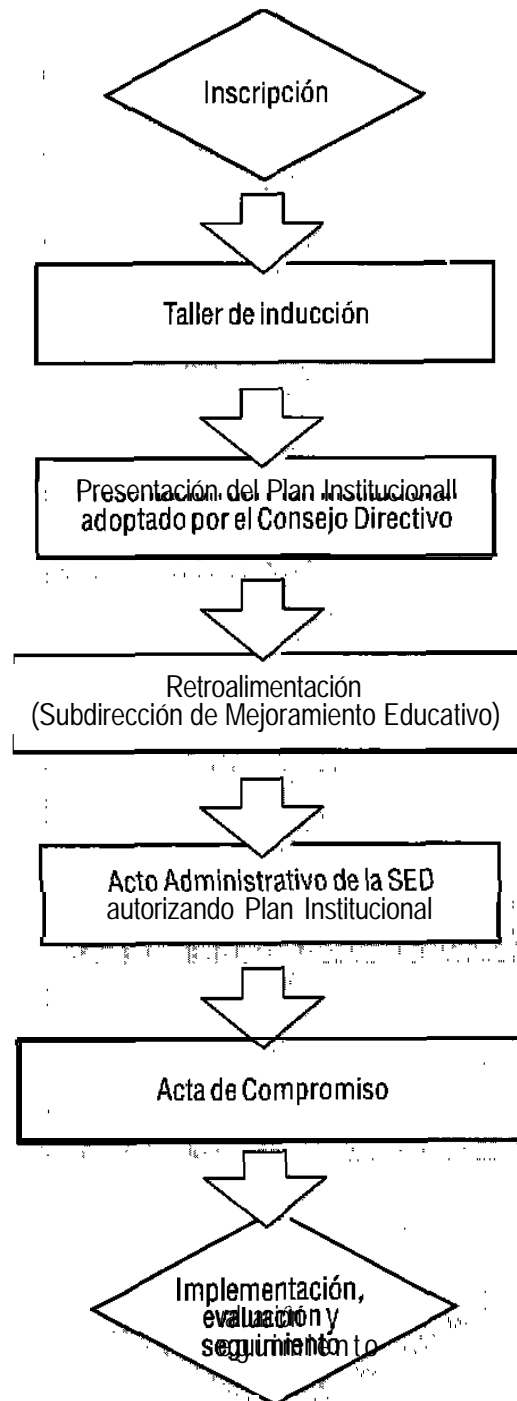 Inscripción
Taller de inducción
Presentación del Plan Institucionall
adoptado por el Consejo Directivo
Retroalimentación
(Subdirección de Mejoramiento Educativo)
Acto Administrativo de la SED
autorizando Plan Institucional
Acta de Compromiso
Implementación,
evaluación y
seguimiento